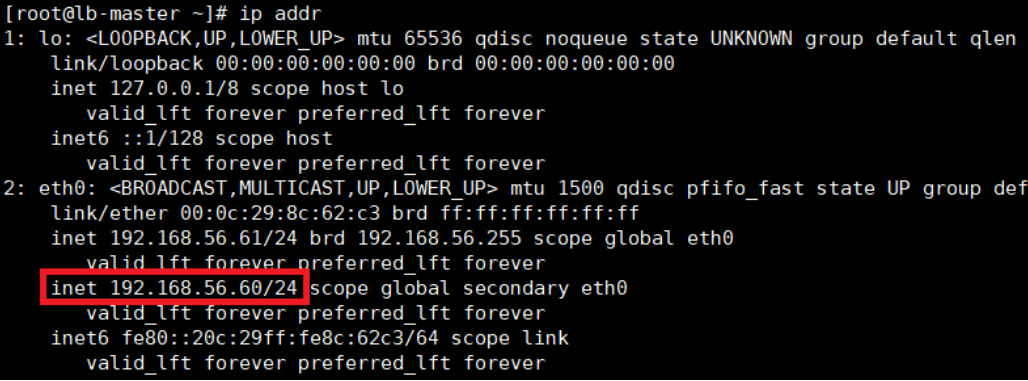 [root@lb-master ~]# ip addr
1: lo: <LOOPBACK,UP,LOWER_UP> mtu 65536 qdisc noqueue state UNKNOWN group default qlen
link/loopback 00:00:00:00:00:00 brd 00:00:00:00:00:00
inet 127.0.0.1/8 scope host lo
valid_lft forever preferred_lft forever
inet6 ::1/128 scope host
valid_lft forever preferred_lft forever
2: eth0: <BROADCAST,MULTICAST,UP,LOWER_UP> mtu 1500 qdisc pfifo_fast state UP group def
link/ether 00:0c:29:8c:62:c3 brd ff:ff:ff:ff:ff:ff
inet 192.168.56.61/24 brd 192.168.56.255 scope global eth0
valid_lft forever preferred_lft forever
inet 192.168.56.60/24 scope global secondary eth0
valid_lft forever preferred_lft forever
inet6 fe80::20c:29ff:fe8c:62c3/64 scope link
valid_lft forever preferred_lft forever